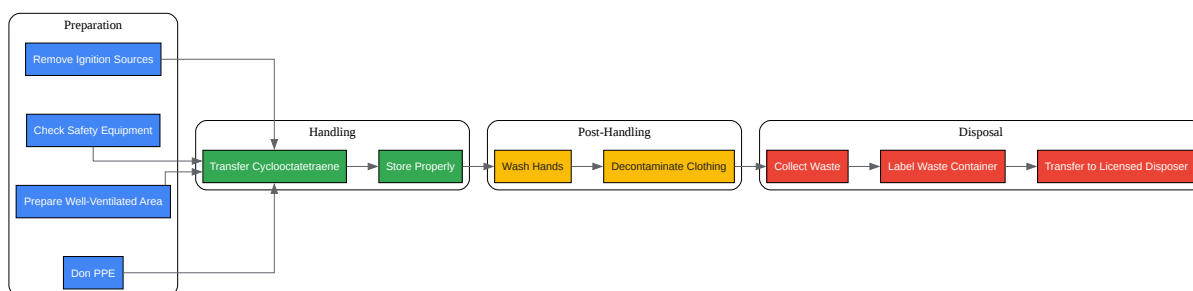 Preparation
Remove Ignition Sources
Check Safety Equipment
Prepare Well-Ventilated Area
Don PPE
Handling
Transfer Cyclooctatetraene
Store Properly
Post-Handling
Wash Hands
Decontaminate Clothing
Disposal
Collect Waste
Label Waste Container
Transfer to Licensed Disposer